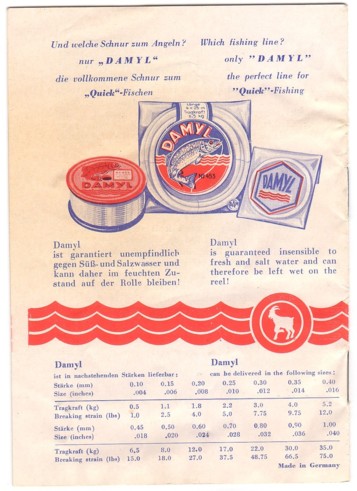 Und welche Schnur zum Angeln?
nur „DAMYL"
die vollkommene Schnur zum
„Quick"-Fischen
Which fishing line?
only "DAMYL"
the perfect line for
"Quick"-Fishing
DAMYL
DAMYL
DAMYL
Damyl
ist garantiert unempfindlich
gegen Süß- und Salzwasser und
kann daher im feuchten Zu-
stand auf der Rolle bleiben!
Damyl
is guaranteed insensible to
fresh and salt water and can
therefore be left wet on the
reel!
Damyl Damyl
ist in nachstehenden Stärken lieferbar; can be delivered in the following sizes;
Stärke (mm) 0,10 0,15 0,20 0,25 0,30 0,35 0,40
Size (inches) .004 .006 .008 .010 .012 .014 .016
Tragkraft (kg) 0.5 1.1 1.8 2.3 3.0 4.0 5.2
Breaking strain (lbs) 1.0 2.5 4.0 5.0 7.75 9.75 12.0
Stärke (mm) 0.45 0.50 0.60 0.70 0.80 0.90 1.00
Size (inches) .018 .020 .024 .028 .032 .036 .040
Tragkraft (kg) 6,5 8.0 12.0 17.0 22.0 30.0 35.0
Breaking strain (lbs) 15.0 18.0 27.0 37.5 48.75 66.5 75.0
Made in Germany